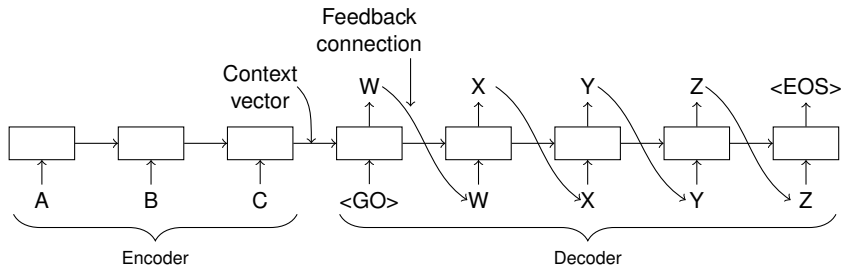 Feedback
connection
Context
vector
W X Y Z <EOS>
A B C <GO> W X Y Z
Encoder Decoder